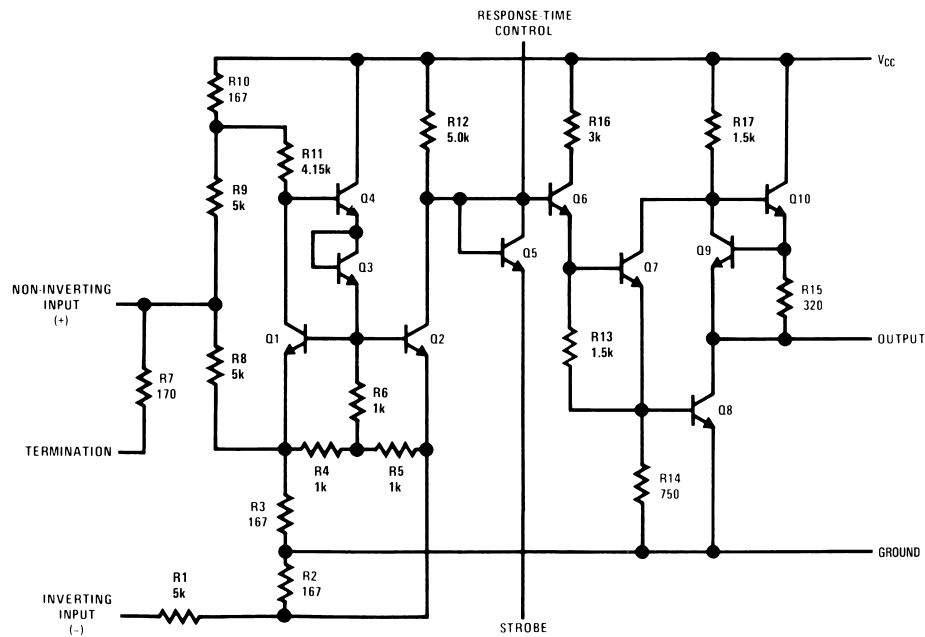 RESPONSE-TIME
CONTROL
VCC
R10
167
R12
5.0k
R16
3k
R17
1.5k
R11
4.15k
R9
5k
Q4
Q6
Q10
Q3
Q5
Q7
Q9
NON-INVERTING
INPUT
(+)
R15
320
Q1
Q2
R13
1.5k
OUTPUT
R8
5k
R7
170
R6
1k
Q8
TERMINATION
R4
1k
R5
1k
R14
750
R3
167
GROUND
R1
5k
R2
167
INVERTING
INPUT
(–)
STROBE